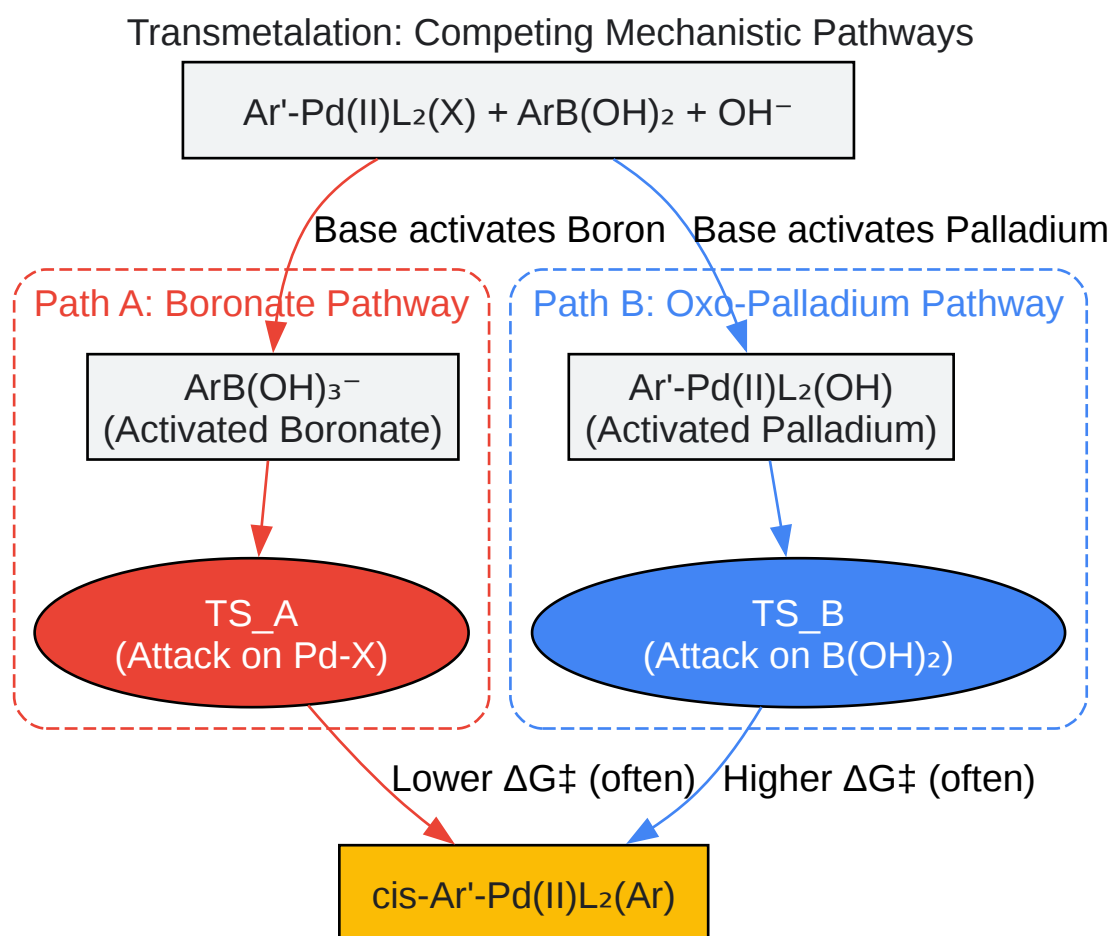 Transmetalation: Competing Mechanistic Pathways
Ar'-Pd(II)L₂(X) + ArB(OH)₂ + OH⁻
Base activates Boron
Base activates Palladium
Path A: Boronate Pathway
Path B: Oxo-Palladium Pathway
ArB(OH)₃⁻
(Activated Boronate)
Ar'-Pd(II)L₂(OH)
(Activated Palladium)
TS_A
(Attack on Pd-X)
TS_B
(Attack on B(OH)₂)
Lower ΔG‡ (often)
Higher ΔG‡ (often)
cis-Ar'-Pd(II)L₂(Ar)